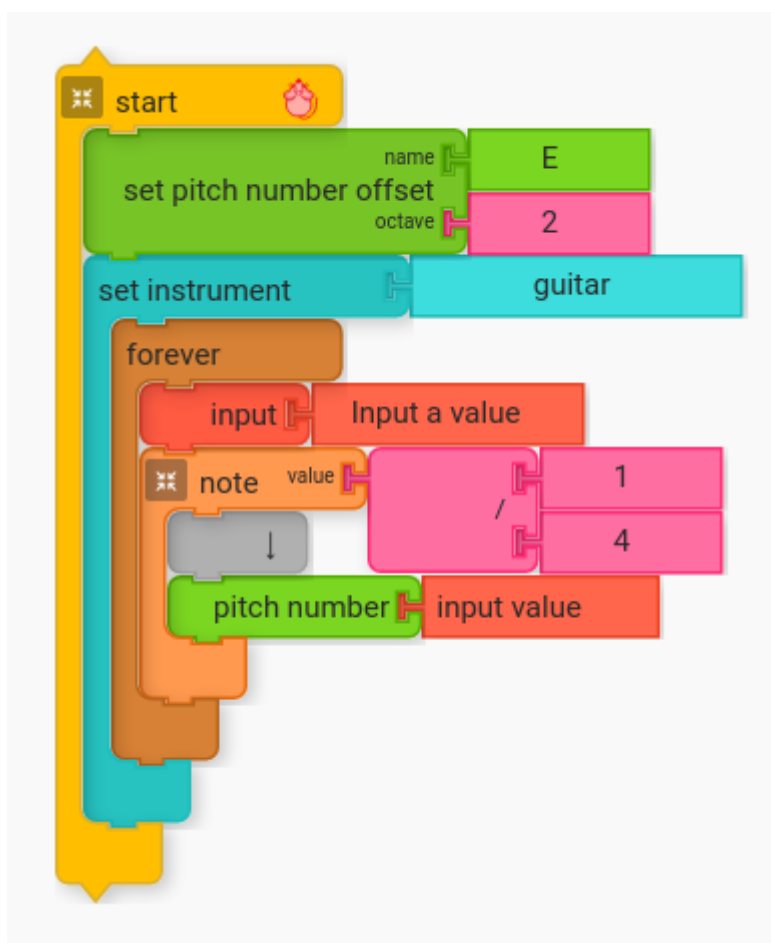 start
name E
set pitch number offset
octave 2
set instrument guitar
forever
input Input a value
note value / 1
4
↓
pitch number input value